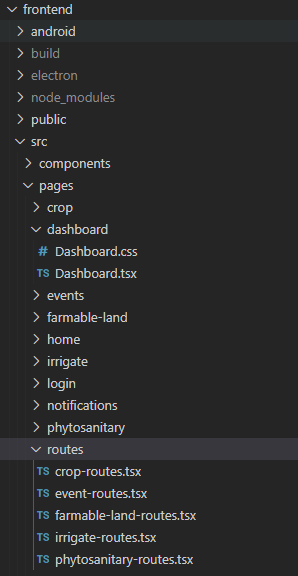 frontend
android
build
electron
node_modules
public
src
components
pages
crop
dashboard
# Dashboard.css
TS Dashboard.tsx
events
farmable-land
home
irrigate
login
notifications
phytosanitary
routes
TS crop-routes.tsx
TS event-routes.tsx
TS farmable-land-routes.tsx
TS irrigate-routes.tsx
TS phytosanitary-routes.tsx